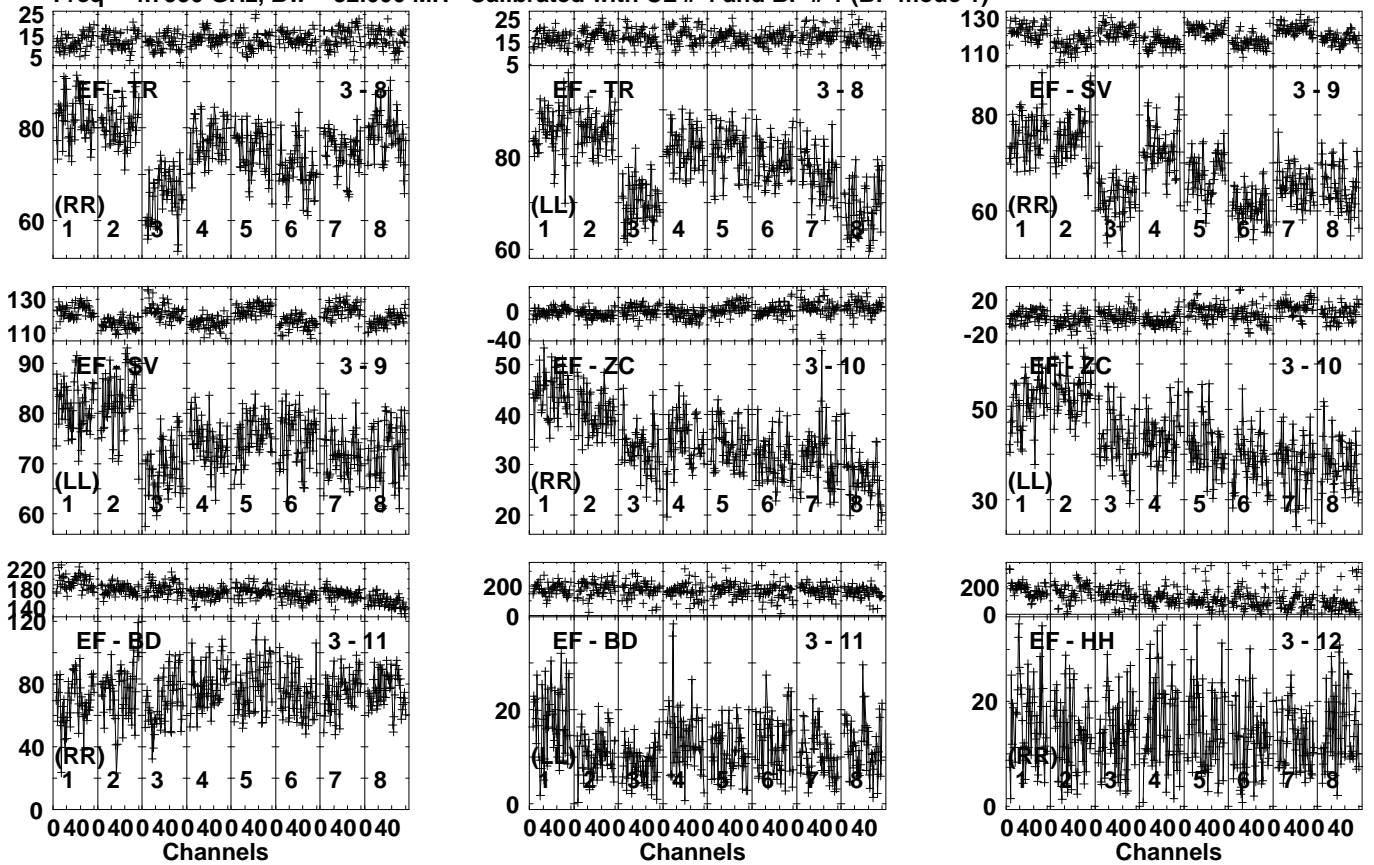 25 15 5
EF - TR 3 - 8
80
60
(RR)
1 2 3 4 5 6 7 8
25 15 5
EF - TR 3 - 8
80
60
(LL)
1 2 3 4 5 6 7 8
130 110
EF - SV 3 - 9
80
60
(RR)
1 2 3 4 5 6 7 8
130 110
EF - SV 3 - 9
90
80
70
60
(LL)
1 2 3 4 5 6 7 8
0 -40
EF - ZC 3 - 10
50
40
30
20
(RR)
1 2 3 4 5 6 7 8
20 -20
EF - ZC 3 - 10
50
30
(LL)
1 2 3 4 5 6 7 8
220 180 140
EF - BD 3 - 11
120
80
40
0
(RR)
1 2 3 4 5 6 7 8
200 0
EF - BD 3 - 11
20
0
(LL)
1 2 3 4 5 6 7 8
200 0
EF - HH 3 - 12
20
0
(RR)
1 2 3 4 5 6 7 8
0 40 0 40 0 40 0 40 0 40 0 40 0 40 0 40
Channels
0 40 0 40 0 40 0 40 0 40 0 40 0 40 0 40
Channels
0 40 0 40 0 40 0 40 0 40 0 40 0 40 0 40
Channels